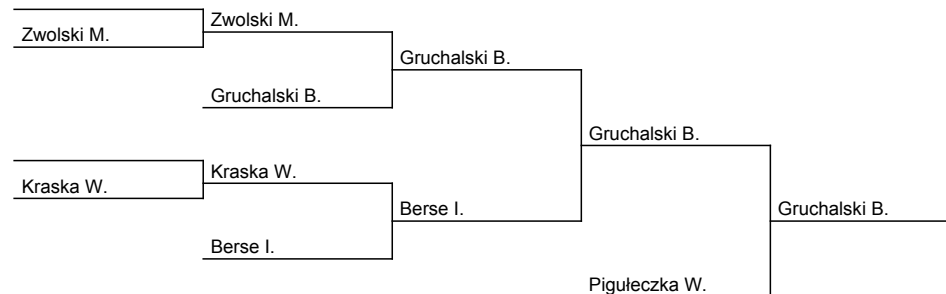 Zwolski M.
Zwolski M.
Gruchalski B.
Gruchalski B.
Gruchalski B.
Kraska W.
Kraska W.
Berse I.
Gruchalski B.
Berse I.
Pigułeczka W.